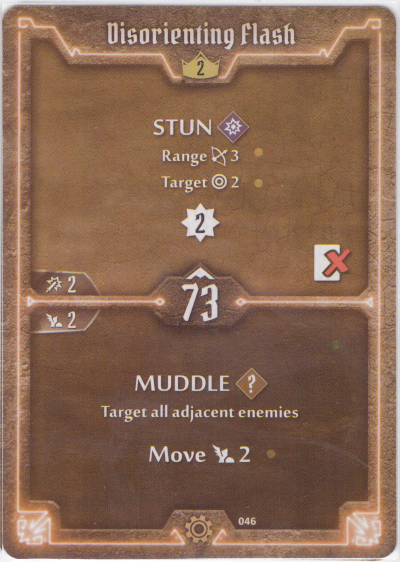 Disorienting Flash
2
STUN
Range 3
Target 2
2
2
73
2
MUDDLE ?
Target all adjacent enemies
Move 2
046